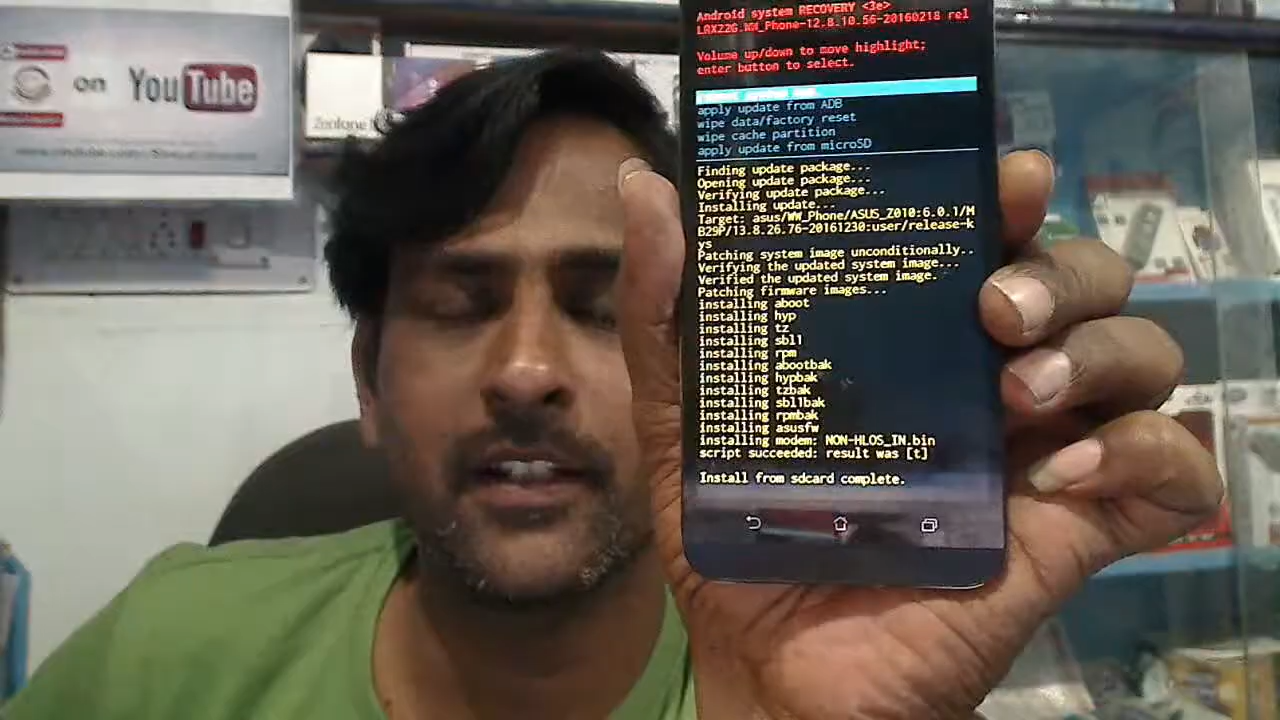 on YouTube
Zenfone
Android system RECOVERY <3e>
LRX22G.WW_Phone-12.8.10.56-20160218 rel
Volume up/down to move highlight;
enter button to select.
apply update from ADB
wipe data/factory reset
wipe cache partition
apply update from microSD
Finding update package...
Opening update package...
Verifying update package...
Installing update...
Target: asus/WW_Phone/ASUS_Z010:6.0.1/M
B29P/13.8.26.76-20161230:user/release-k
ys
Patching system image unconditionally..
Verifying the updated system image...
Verified the updated system image.
Patching firmware images...
installing aboot
installing hyp
installing tz
installing sbl1
installing rpm
installing abootbak
installing hypbak
installing tzbak
installing sbl1bak
installing rpmbak
installing asusfw
installing modem: NON-HLOS_IN.bin
script succeeded: result was [t]
Install from sdcard complete.